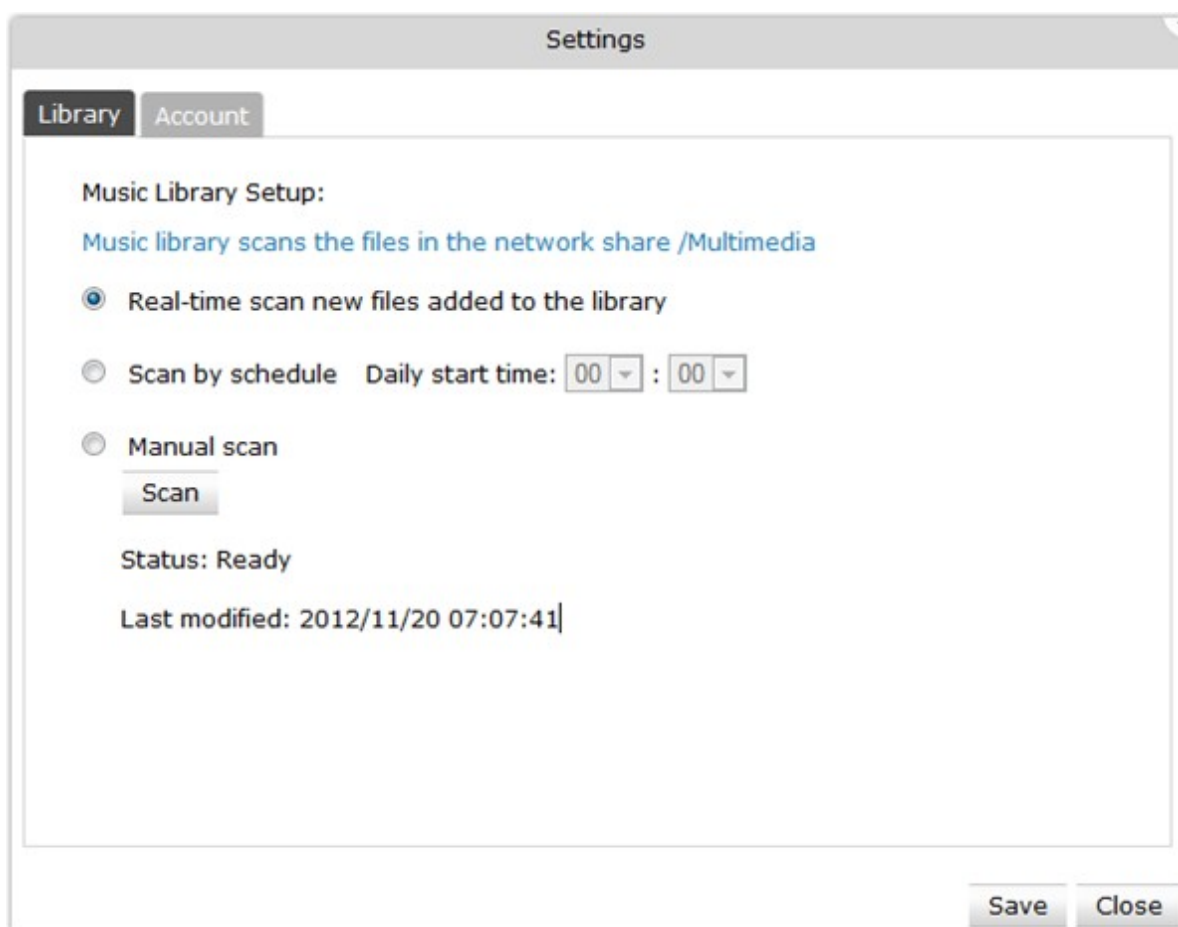 Settings
Library Account
Music Library Setup:
Music library scans the files in the network share /Multimedia
Real-time scan new files added to the library
Scan by schedule Daily start time: 00 : 00
Manual scan
Scan
Status: Ready
Last modified: 2012/11/20 07:07:41
Save Close